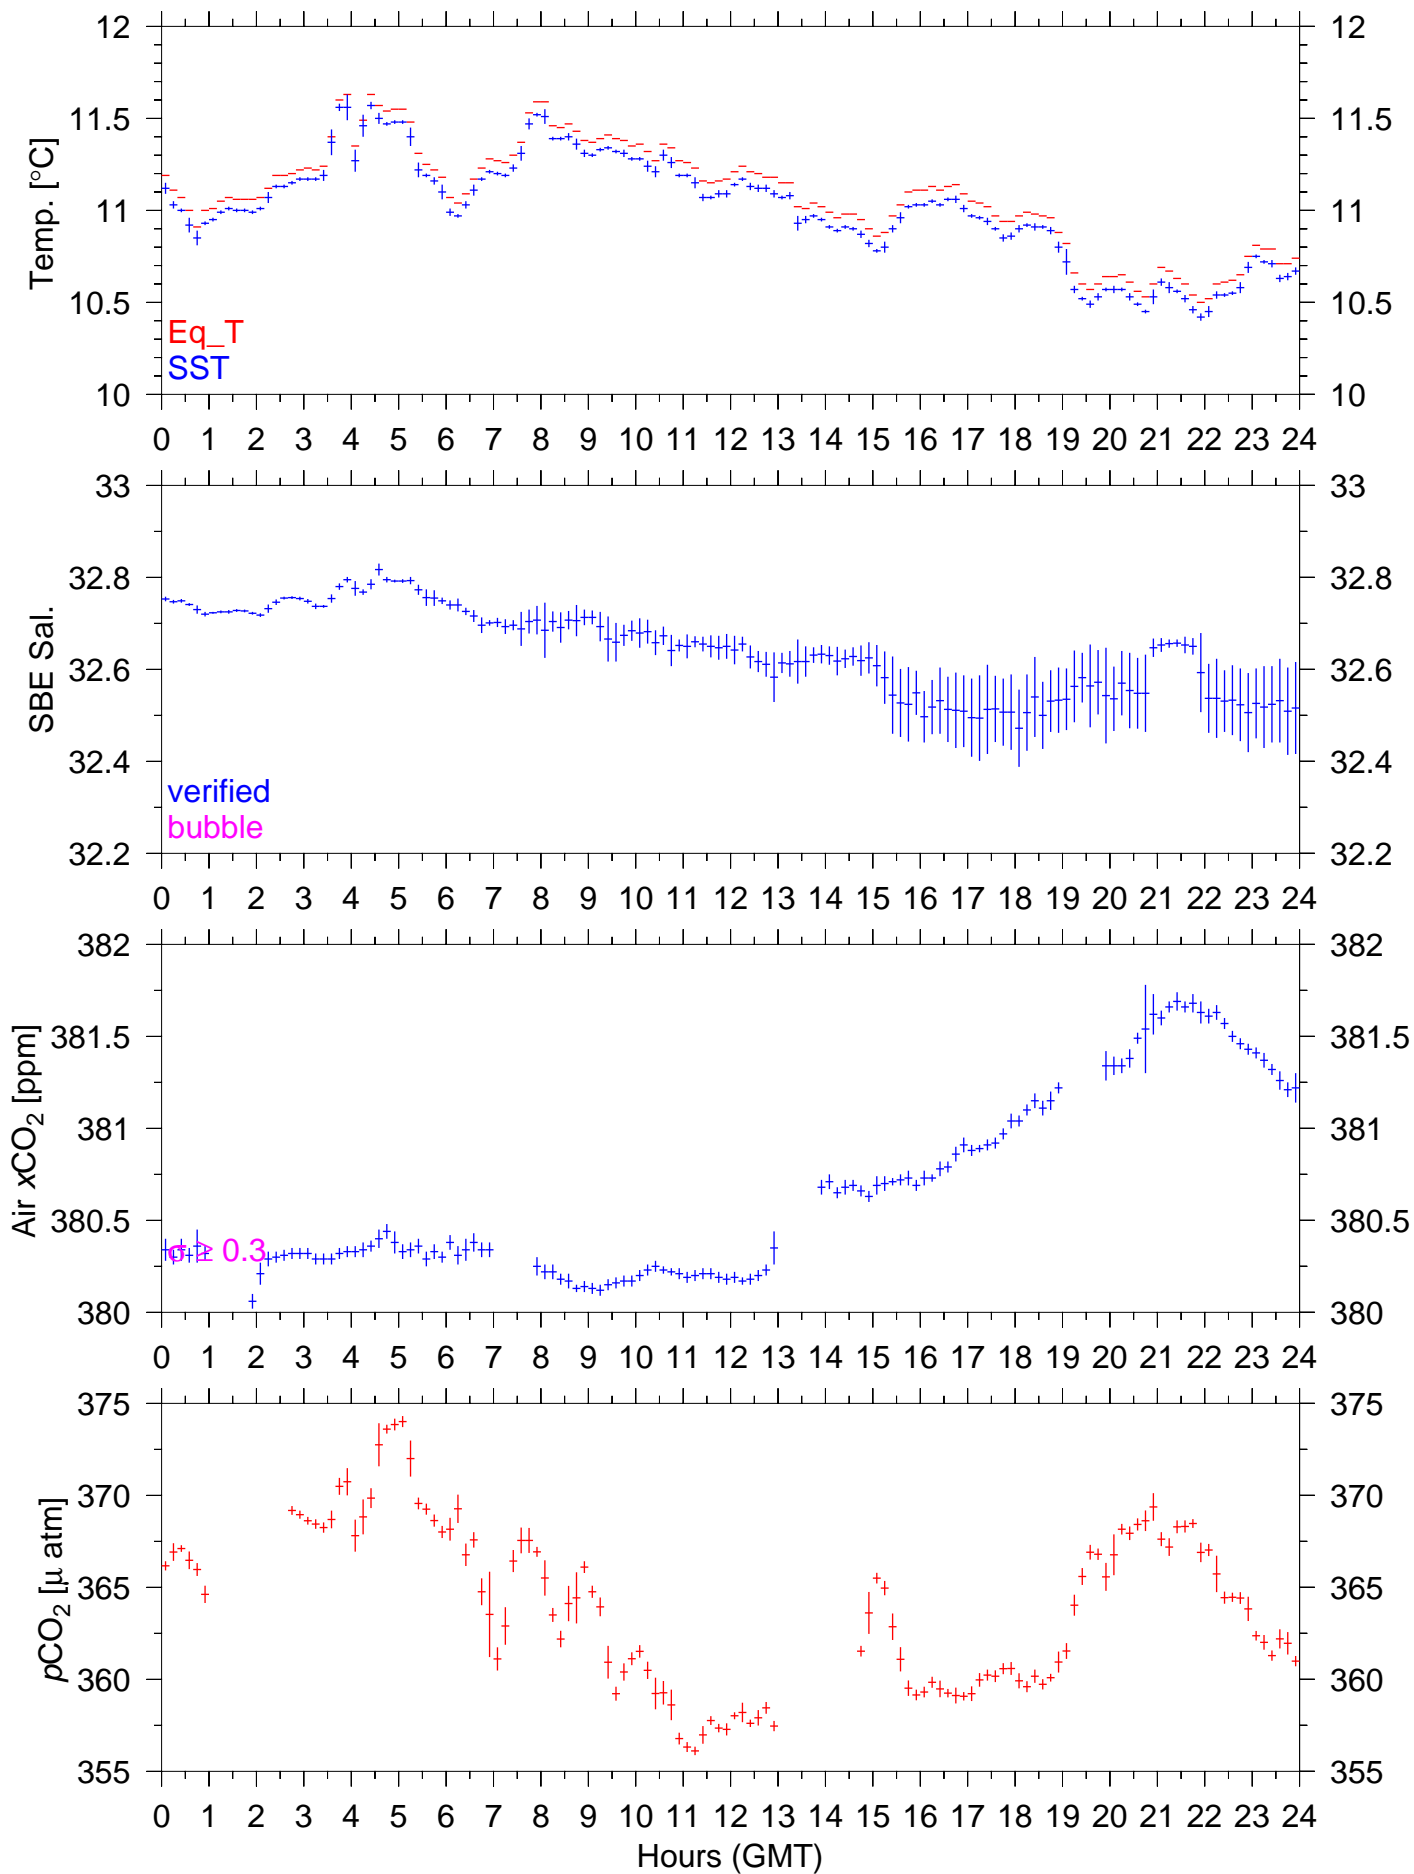 12 12
11.5 11.5
11 11
10.5 10.5
10 10
Temp. [°C]
Eq_T
SST
0 1 2 3 4 5 6 7 8 9 10 11 12 13 14 15 16 17 18 19 20 21 22 23 24
33 33
32.8 32.8
32.6 32.6
32.4 32.4
32.2 32.2
SBE Sal.
verified
bubble
0 1 2 3 4 5 6 7 8 9 10 11 12 13 14 15 16 17 18 19 20 21 22 23 24
382 382
381.5 381.5
381 381
380.5 380.5
380 380
Air xCO₂ [ppm]
σ ≥ 0.3
0 1 2 3 4 5 6 7 8 9 10 11 12 13 14 15 16 17 18 19 20 21 22 23 24
375 375
370 370
365 365
360 360
355 355
pCO₂ [μ atm]
0 1 2 3 4 5 6 7 8 9 10 11 12 13 14 15 16 17 18 19 20 21 22 23 24
Hours (GMT)